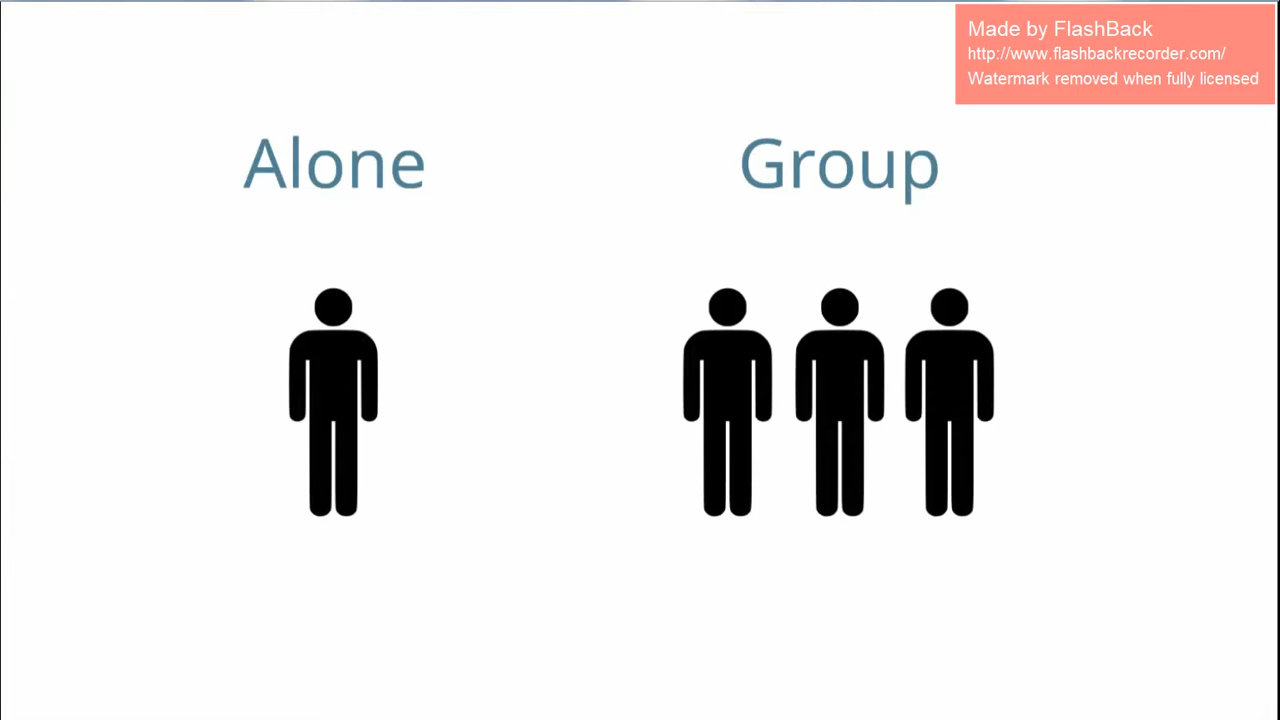 Made by FlashBack
http://www.flashbackrecorder.com/
Watermark removed when fully licensed
Alone
Group